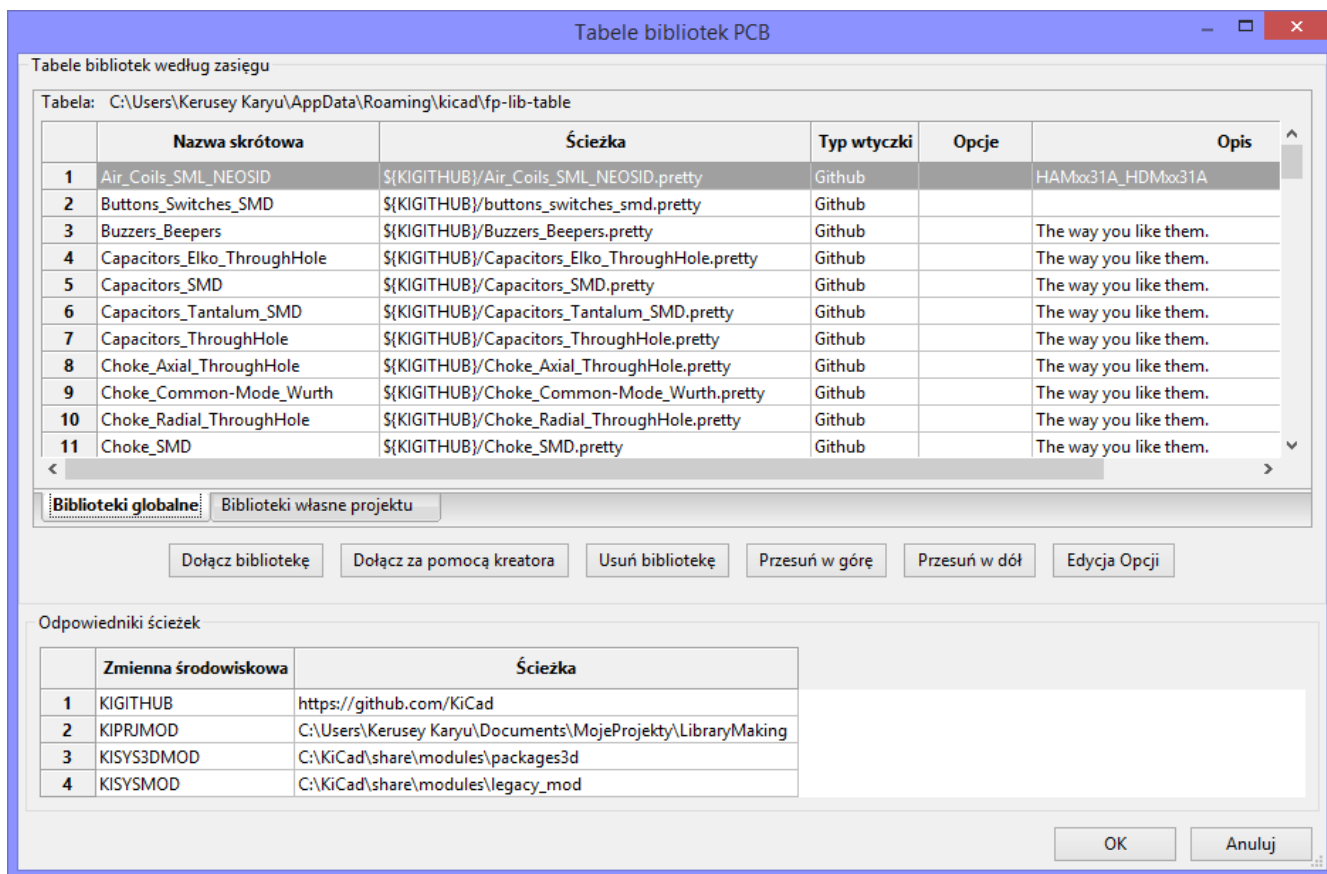 Tabele bibliotek PCB
Tabele bibliotek według zasięgu
Tabela: C:\Users\Kerusey Karyu\AppData\Roaming\kicad\fp-lib-table
Nazwa skrótowa Ścieżka Typ wtyczki Opcje Opis
1 Air_Coils_SML_NEOSID ${KIGITHUB}/Air_Coils_SML_NEOSID.pretty Github HAMxx31A_HDMxx31A
2 Buttons_Switches_SMD ${KIGITHUB}/buttons_switches_smd.pretty Github
3 Buzzers_Beepers ${KIGITHUB}/Buzzers_Beepers.pretty Github The way you like them.
4 Capacitors_Elko_ThroughHole ${KIGITHUB}/Capacitors_Elko_ThroughHole.pretty Github The way you like them.
5 Capacitors_SMD ${KIGITHUB}/Capacitors_SMD.pretty Github The way you like them.
6 Capacitors_Tantalum_SMD ${KIGITHUB}/Capacitors_Tantalum_SMD.pretty Github The way you like them.
7 Capacitors_ThroughHole ${KIGITHUB}/Capacitors_ThroughHole.pretty Github The way you like them.
8 Choke_Axial_ThroughHole ${KIGITHUB}/Choke_Axial_ThroughHole.pretty Github The way you like them.
9 Choke_Common-Mode_Wurth ${KIGITHUB}/Choke_Common-Mode_Wurth.pretty Github The way you like them.
10 Choke_Radial_ThroughHole ${KIGITHUB}/Choke_Radial_ThroughHole.pretty Github The way you like them.
11 Choke_SMD ${KIGITHUB}/Choke_SMD.pretty Github The way you like them.
Biblioteki globalne Biblioteki własne projektu
Dołącz bibliotekę Dołącz za pomocą kreatora Usuń bibliotekę Przesuń w górę Przesuń w dół Edycja Opcji
Odpowiedniki ścieżek
Zmienna środowiskowa Ścieżka
1 KIGITHUB https://github.com/KiCad
2 KIPRJMOD C:\Users\Kerusey Karyu\Documents\MojeProjekty\LibraryMaking
3 KISYS3DMOD C:\KiCad\share\modules\packages3d
4 KISYSMOD C:\KiCad\share\modules\legacy_mod
OK Anuluj